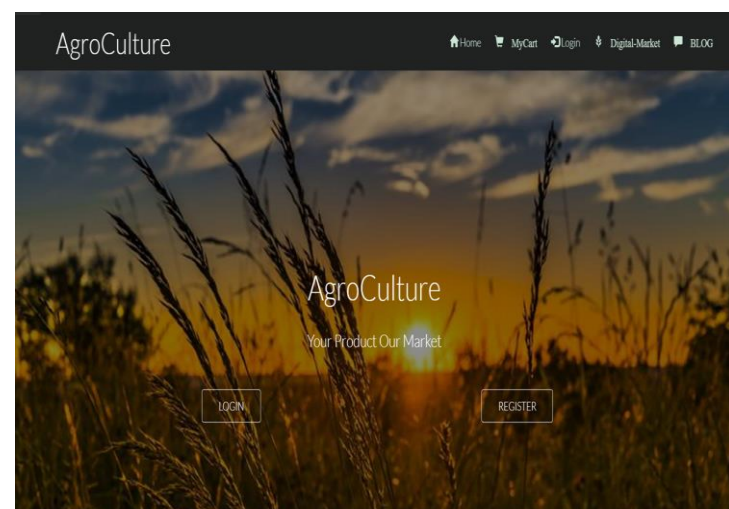 AgroCulture
Home MyCart Login Digital-Market BLOG
AgroCulture
Your Product Our Market
LOGIN
REGISTER